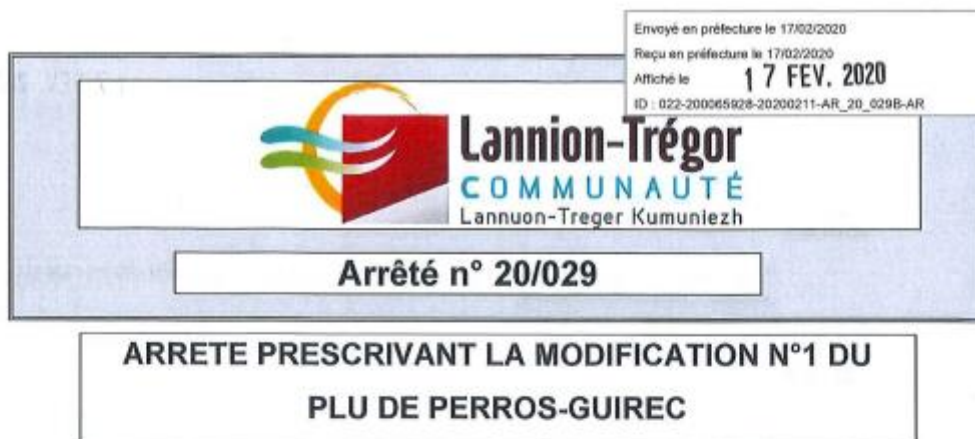 Envoyé en préfecture le 17/02/2020
Reçu en préfecture le 17/02/2020
Affiché le 17 FEV. 2020
ID : 022-200065928-20200211-AR_20_029B-AR
Lannion-Trégor
COMMUNAUTÉ
Lannuon-Treger Kumuniezh
Arrêté n° 20/029
ARRETE PRESCRIVANT LA MODIFICATION N°1 DU
PLU DE PERROS-GUIREC